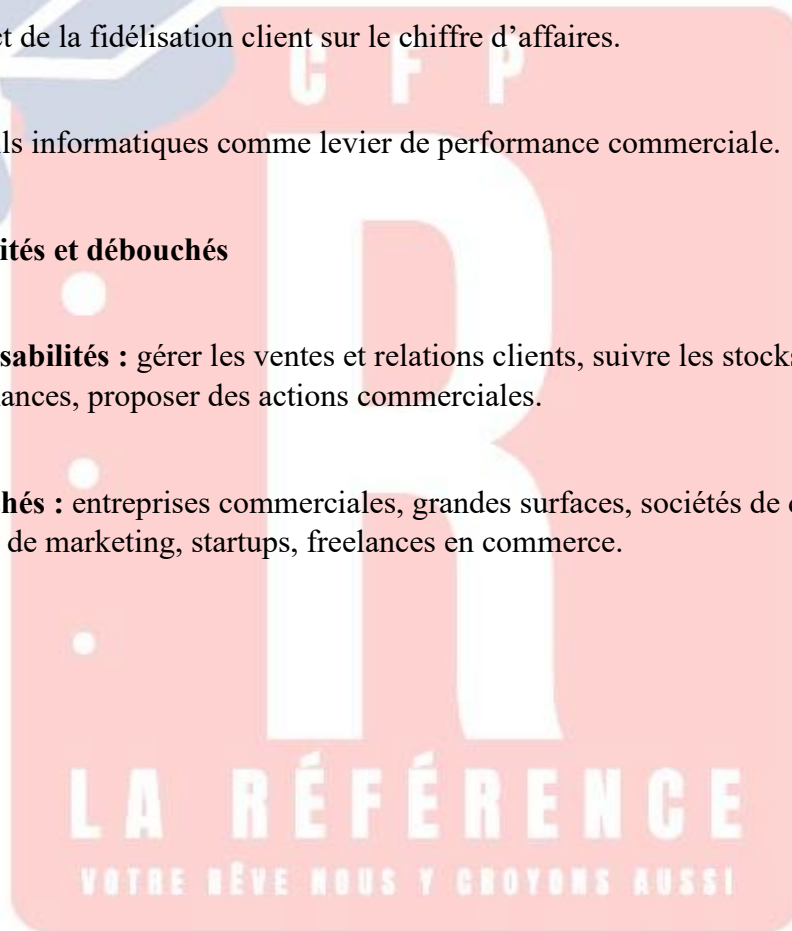 et de la fidélisation client sur le chiffre d’affaires.
C F P
ls informatiques comme levier de performance commerciale.
ités et débouchés
sabilités : gérer les ventes et relations clients, suivre les stocks
ances, proposer des actions commerciales.
hés : entreprises commerciales, grandes surfaces, sociétés de
de marketing, startups, freelances en commerce.
R
LA RÉFÉRENCE
VOTRE RÊVE NOUS Y CROYONS AUSSI